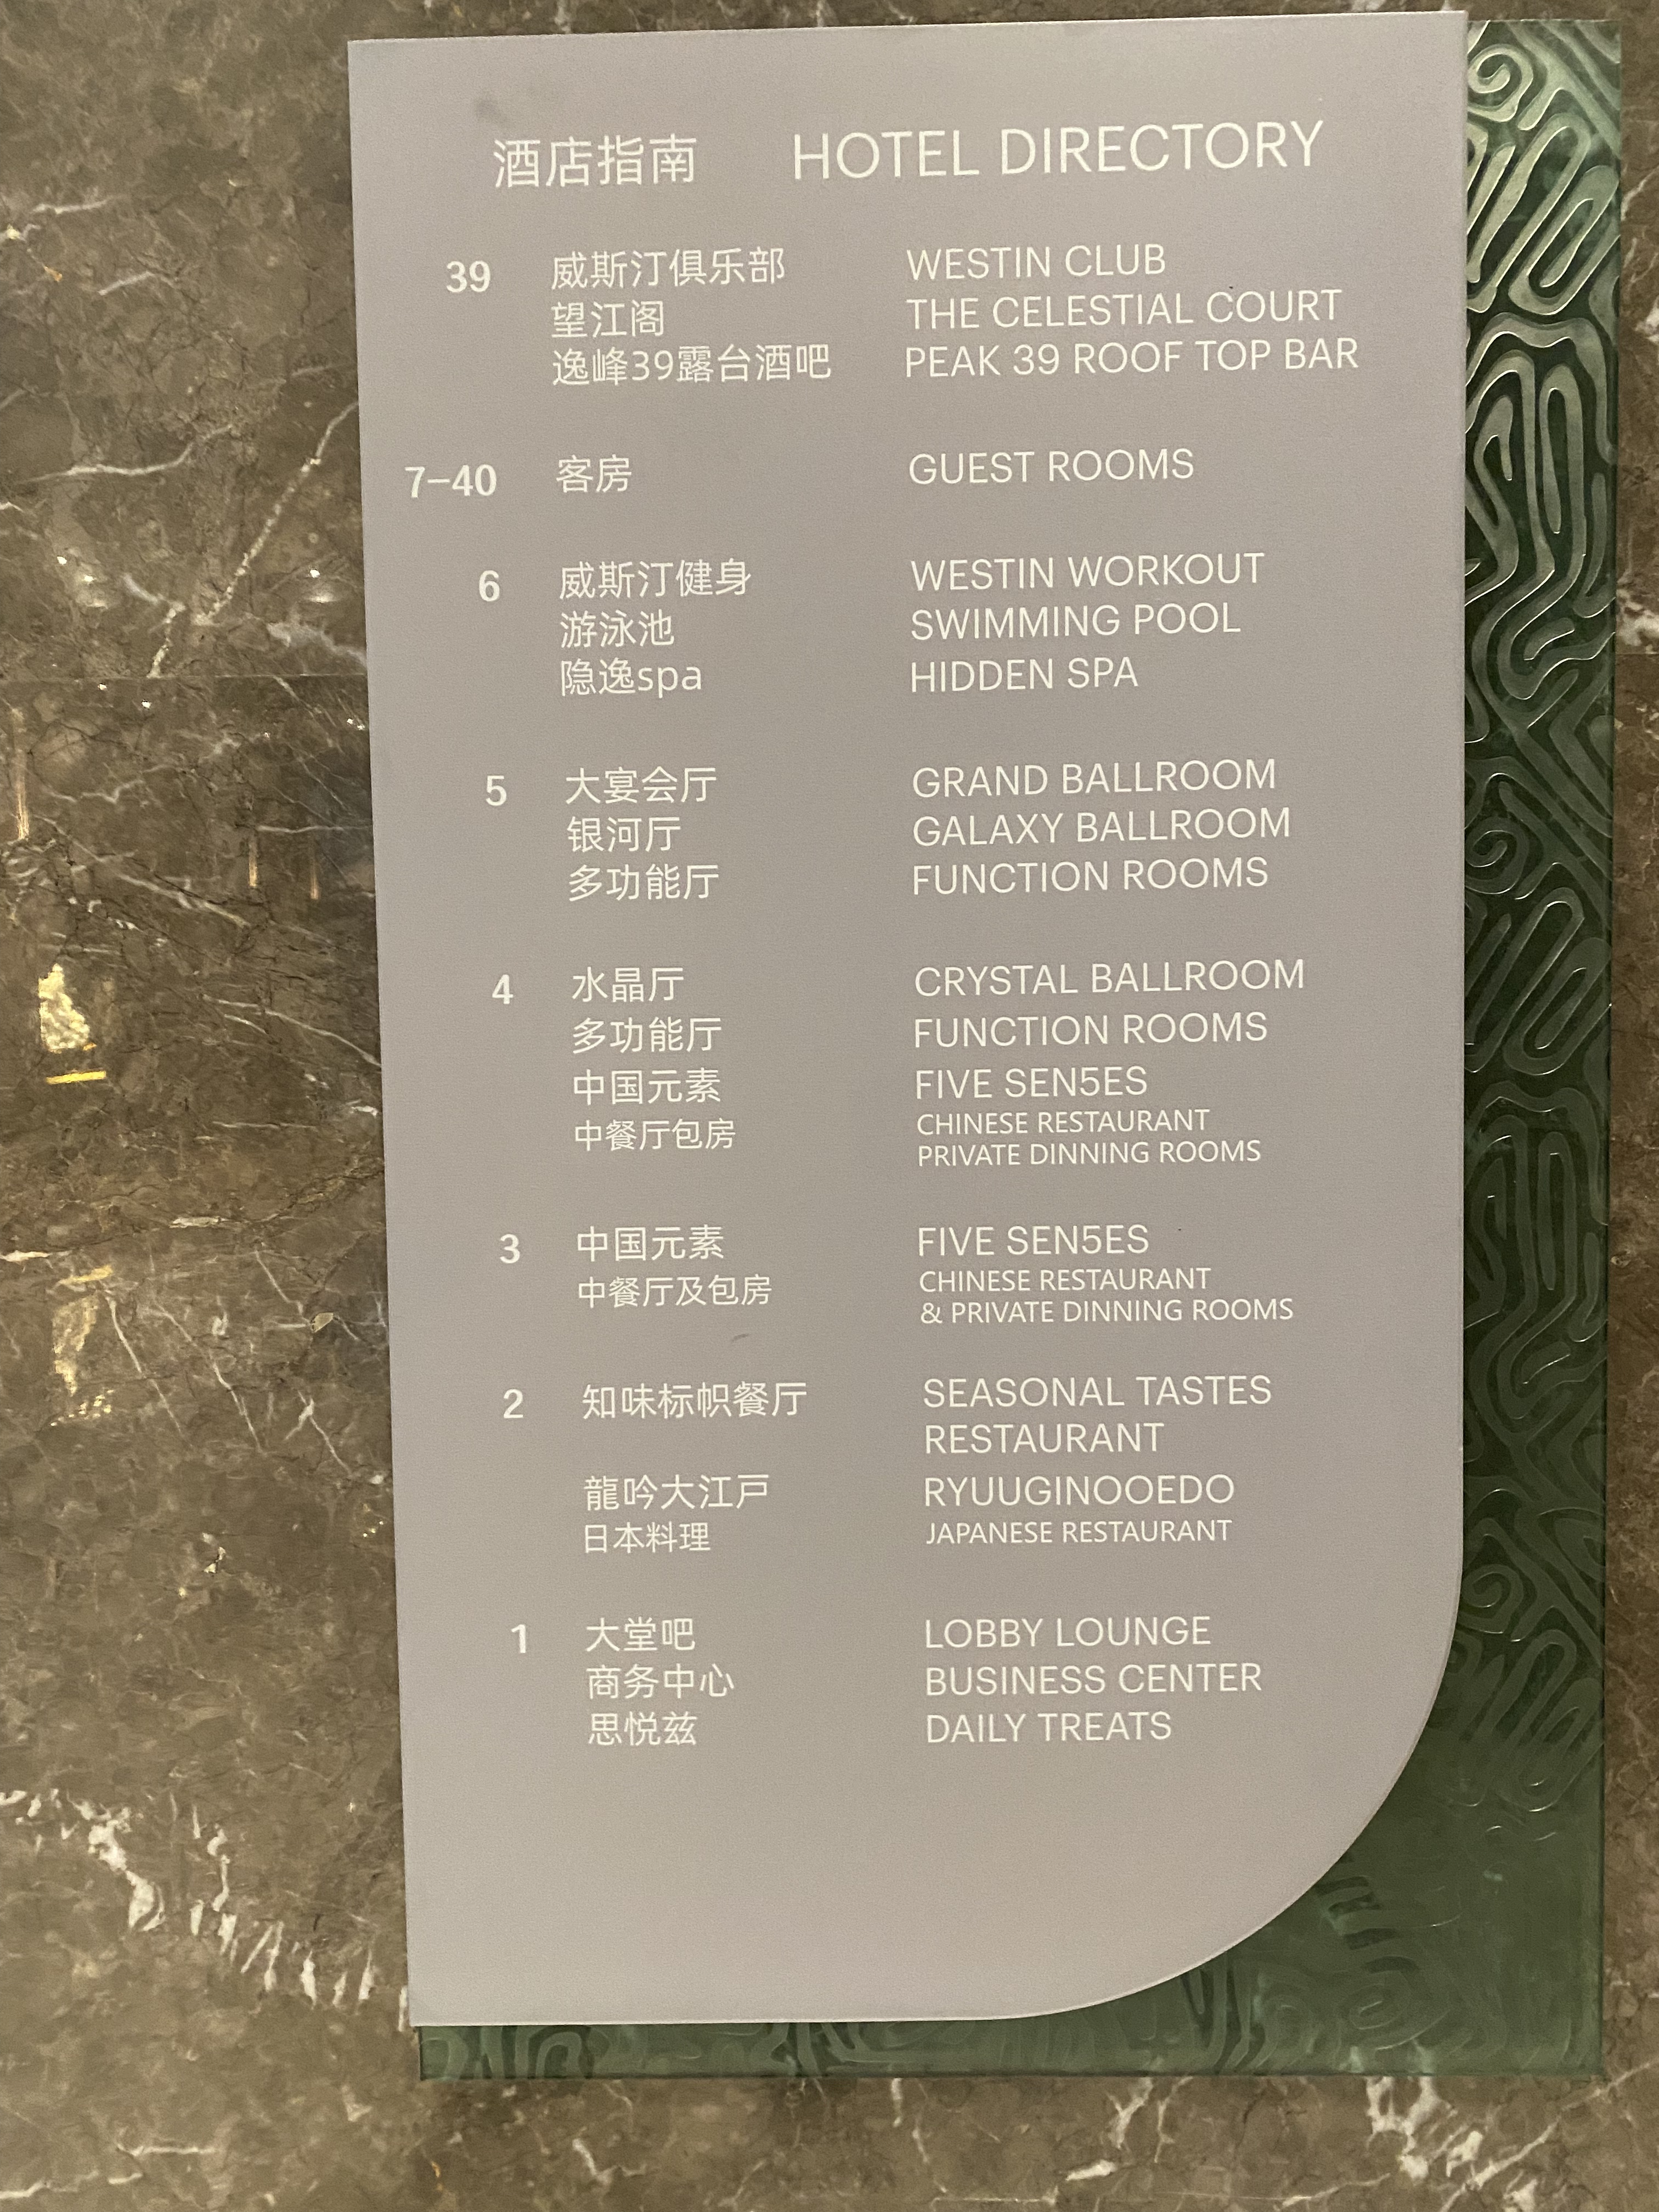 酒店指南 HOTEL DIRECTORY
39 威斯汀俱乐部 WESTIN CLUB
望江阁 THE CELESTIAL COURT
逸峰39露台酒吧 PEAK 39 ROOF TOP BAR
7–40 客房 GUEST ROOMS
6 威斯汀健身 WESTIN WORKOUT
游泳池 SWIMMING POOL
隐逸spa HIDDEN SPA
5 大宴会厅 GRAND BALLROOM
银河厅 GALAXY BALLROOM
多功能厅 FUNCTION ROOMS
4 水晶厅 CRYSTAL BALLROOM
多功能厅 FUNCTION ROOMS
中国元素 FIVE SEN5ES
中餐厅包房 CHINESE RESTAURANT
PRIVATE DINNING ROOMS
3 中国元素 FIVE SEN5ES
中餐厅及包房 CHINESE RESTAURANT
& PRIVATE DINNING ROOMS
2 知味标帜餐厅 SEASONAL TASTES
RESTAURANT
龍吟大江戸 RYUUGINOOEDO
日本料理 JAPANESE RESTAURANT
1 大堂吧 LOBBY LOUNGE
商务中心 BUSINESS CENTER
思悦兹 DAILY TREATS